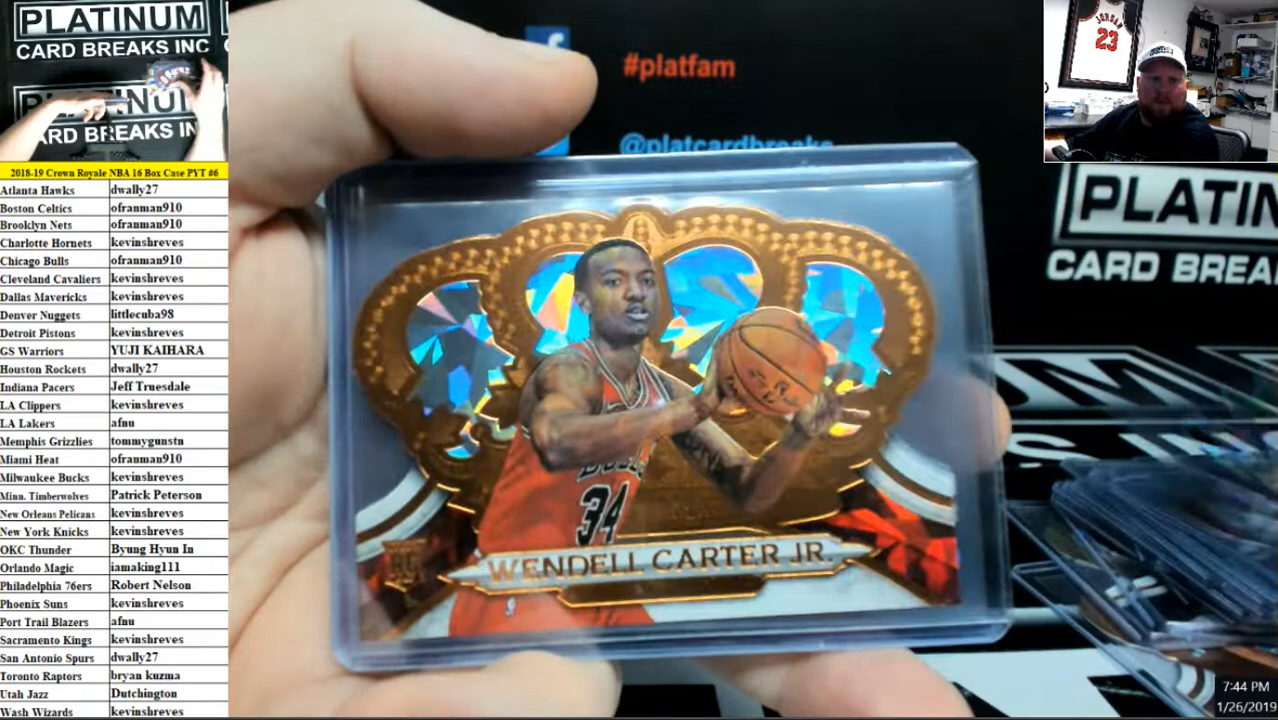 PLATINUM
CARD BREAKS INC
CARD BREAKS IN
2018-19 Crown Royale NBA 16 Box Case PYT #6
Atlanta Hawks dwally27
Boston Celtics ofranman910
Brooklyn Nets ofranman910
Charlotte Hornets kevinshreves
Chicago Bulls ofranman910
Cleveland Cavaliers kevinshreves
Dallas Mavericks kevinshreves
Denver Nuggets littlecuba98
Detroit Pistons kevinshreves
GS Warriors YUJI KAIHARA
Houston Rockets dwally27
Indiana Pacers Jeff Truesdale
LA Clippers kevinshreves
LA Lakers afnu
Memphis Grizzlies tommygunstn
Miami Heat ofranman910
Milwaukee Bucks kevinshreves
Minn. Timberwolves Patrick Peterson
New Orleans Pelicans kevinshreves
New York Knicks kevinshreves
OKC Thunder Byung Hyun In
Orlando Magic iamaking111
Philadelphia 76ers Robert Nelson
Phoenix Suns kevinshreves
Port Trail Blazers afnu
Sacramento Kings kevinshreves
San Antonio Spurs dwally27
Toronto Raptors bryan kuzma
Utah Jazz Dutchington
Wash Wizards kevinshreves
#platfam
@platcardbreaks
34
RC
WENDELL CARTER JR.
JORDAN
23
PLATIN
CARD BREA
7:44 PM
1/26/2019